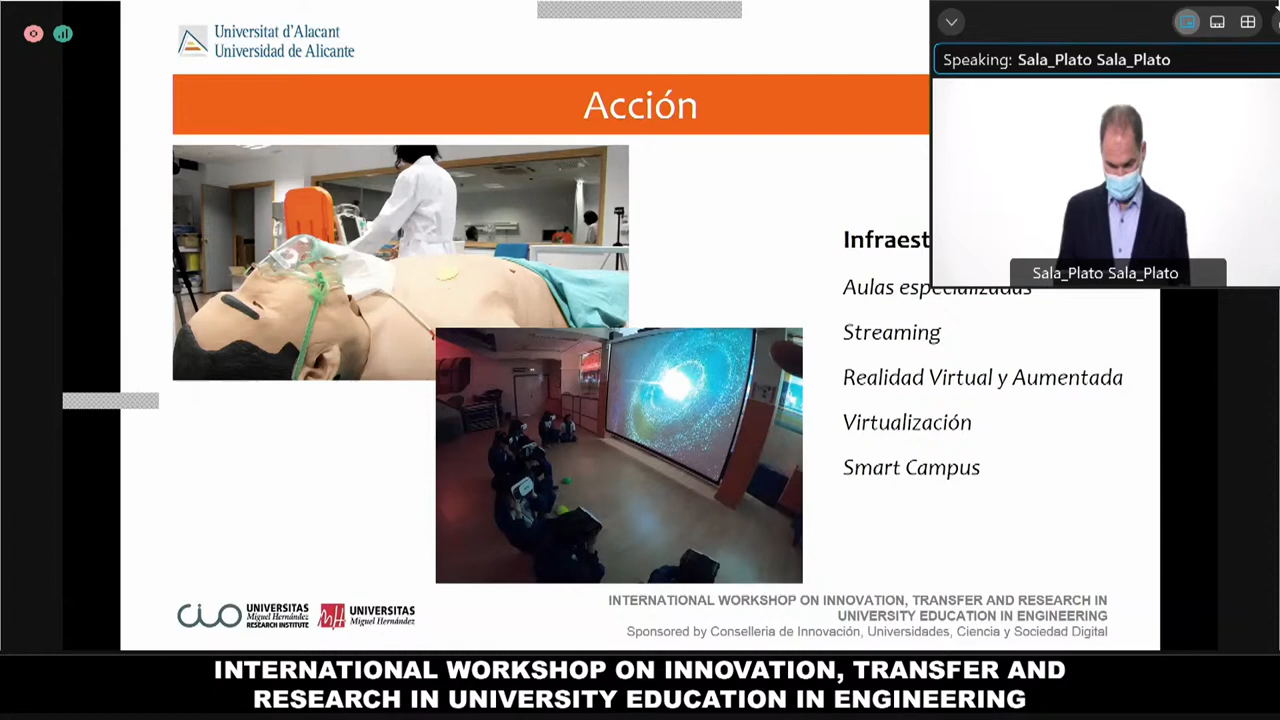 Universitat d'Alacant
Universidad de Alicante
Acción
Speaking: Sala_Plato Sala_Plato
Sala_Plato Sala_Plato
Infraest
Aulas especializadas
Streaming
Realidad Virtual y Aumentada
Virtualización
Smart Campus
CIO
UNIVERSITAS
Miguel Hernández
RESEARCH INSTITUTE
UNIVERSITAS
Miguel Hernández
INTERNATIONAL WORKSHOP ON INNOVATION, TRANSFER AND RESEARCH IN
UNIVERSITY EDUCATION IN ENGINEERING
Sponsored by Conselleria de Innovación, Universidades, Ciencia y Sociedad Digital
INTERNATIONAL WORKSHOP ON INNOVATION, TRANSFER AND
RESEARCH IN UNIVERSITY EDUCATION IN ENGINEERING